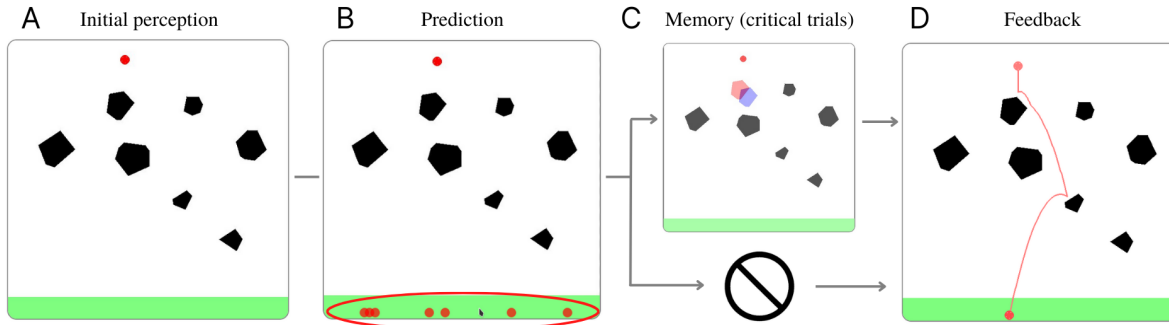 A Initial perception
B Prediction
C Memory (critical trials)
D Feedback